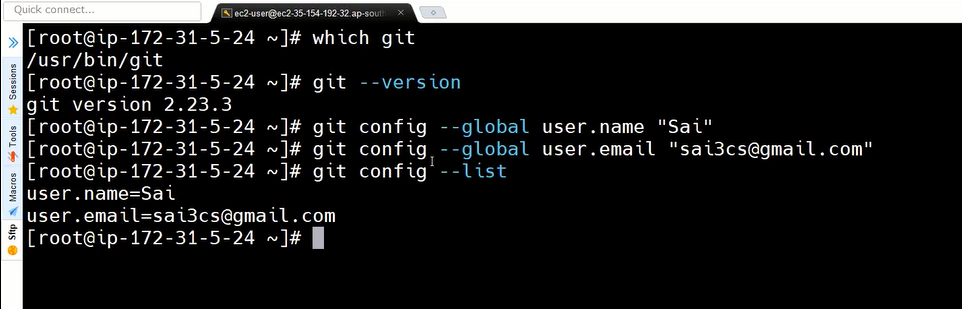 Quick connect...
ec2-user@ec2-35-154-192-32.ap-sout
Sessions
Tools
Macros
Sftp
[root@ip-172-31-5-24 ~]# which git
/usr/bin/git
[root@ip-172-31-5-24 ~]# git --version
git version 2.23.3
[root@ip-172-31-5-24 ~]# git config --global user.name "Sai"
[root@ip-172-31-5-24 ~]# git config --global user.email "sai3cs@gmail.com"
[root@ip-172-31-5-24 ~]# git config --list
user.name=Sai
user.email=sai3cs@gmail.com
[root@ip-172-31-5-24 ~]#